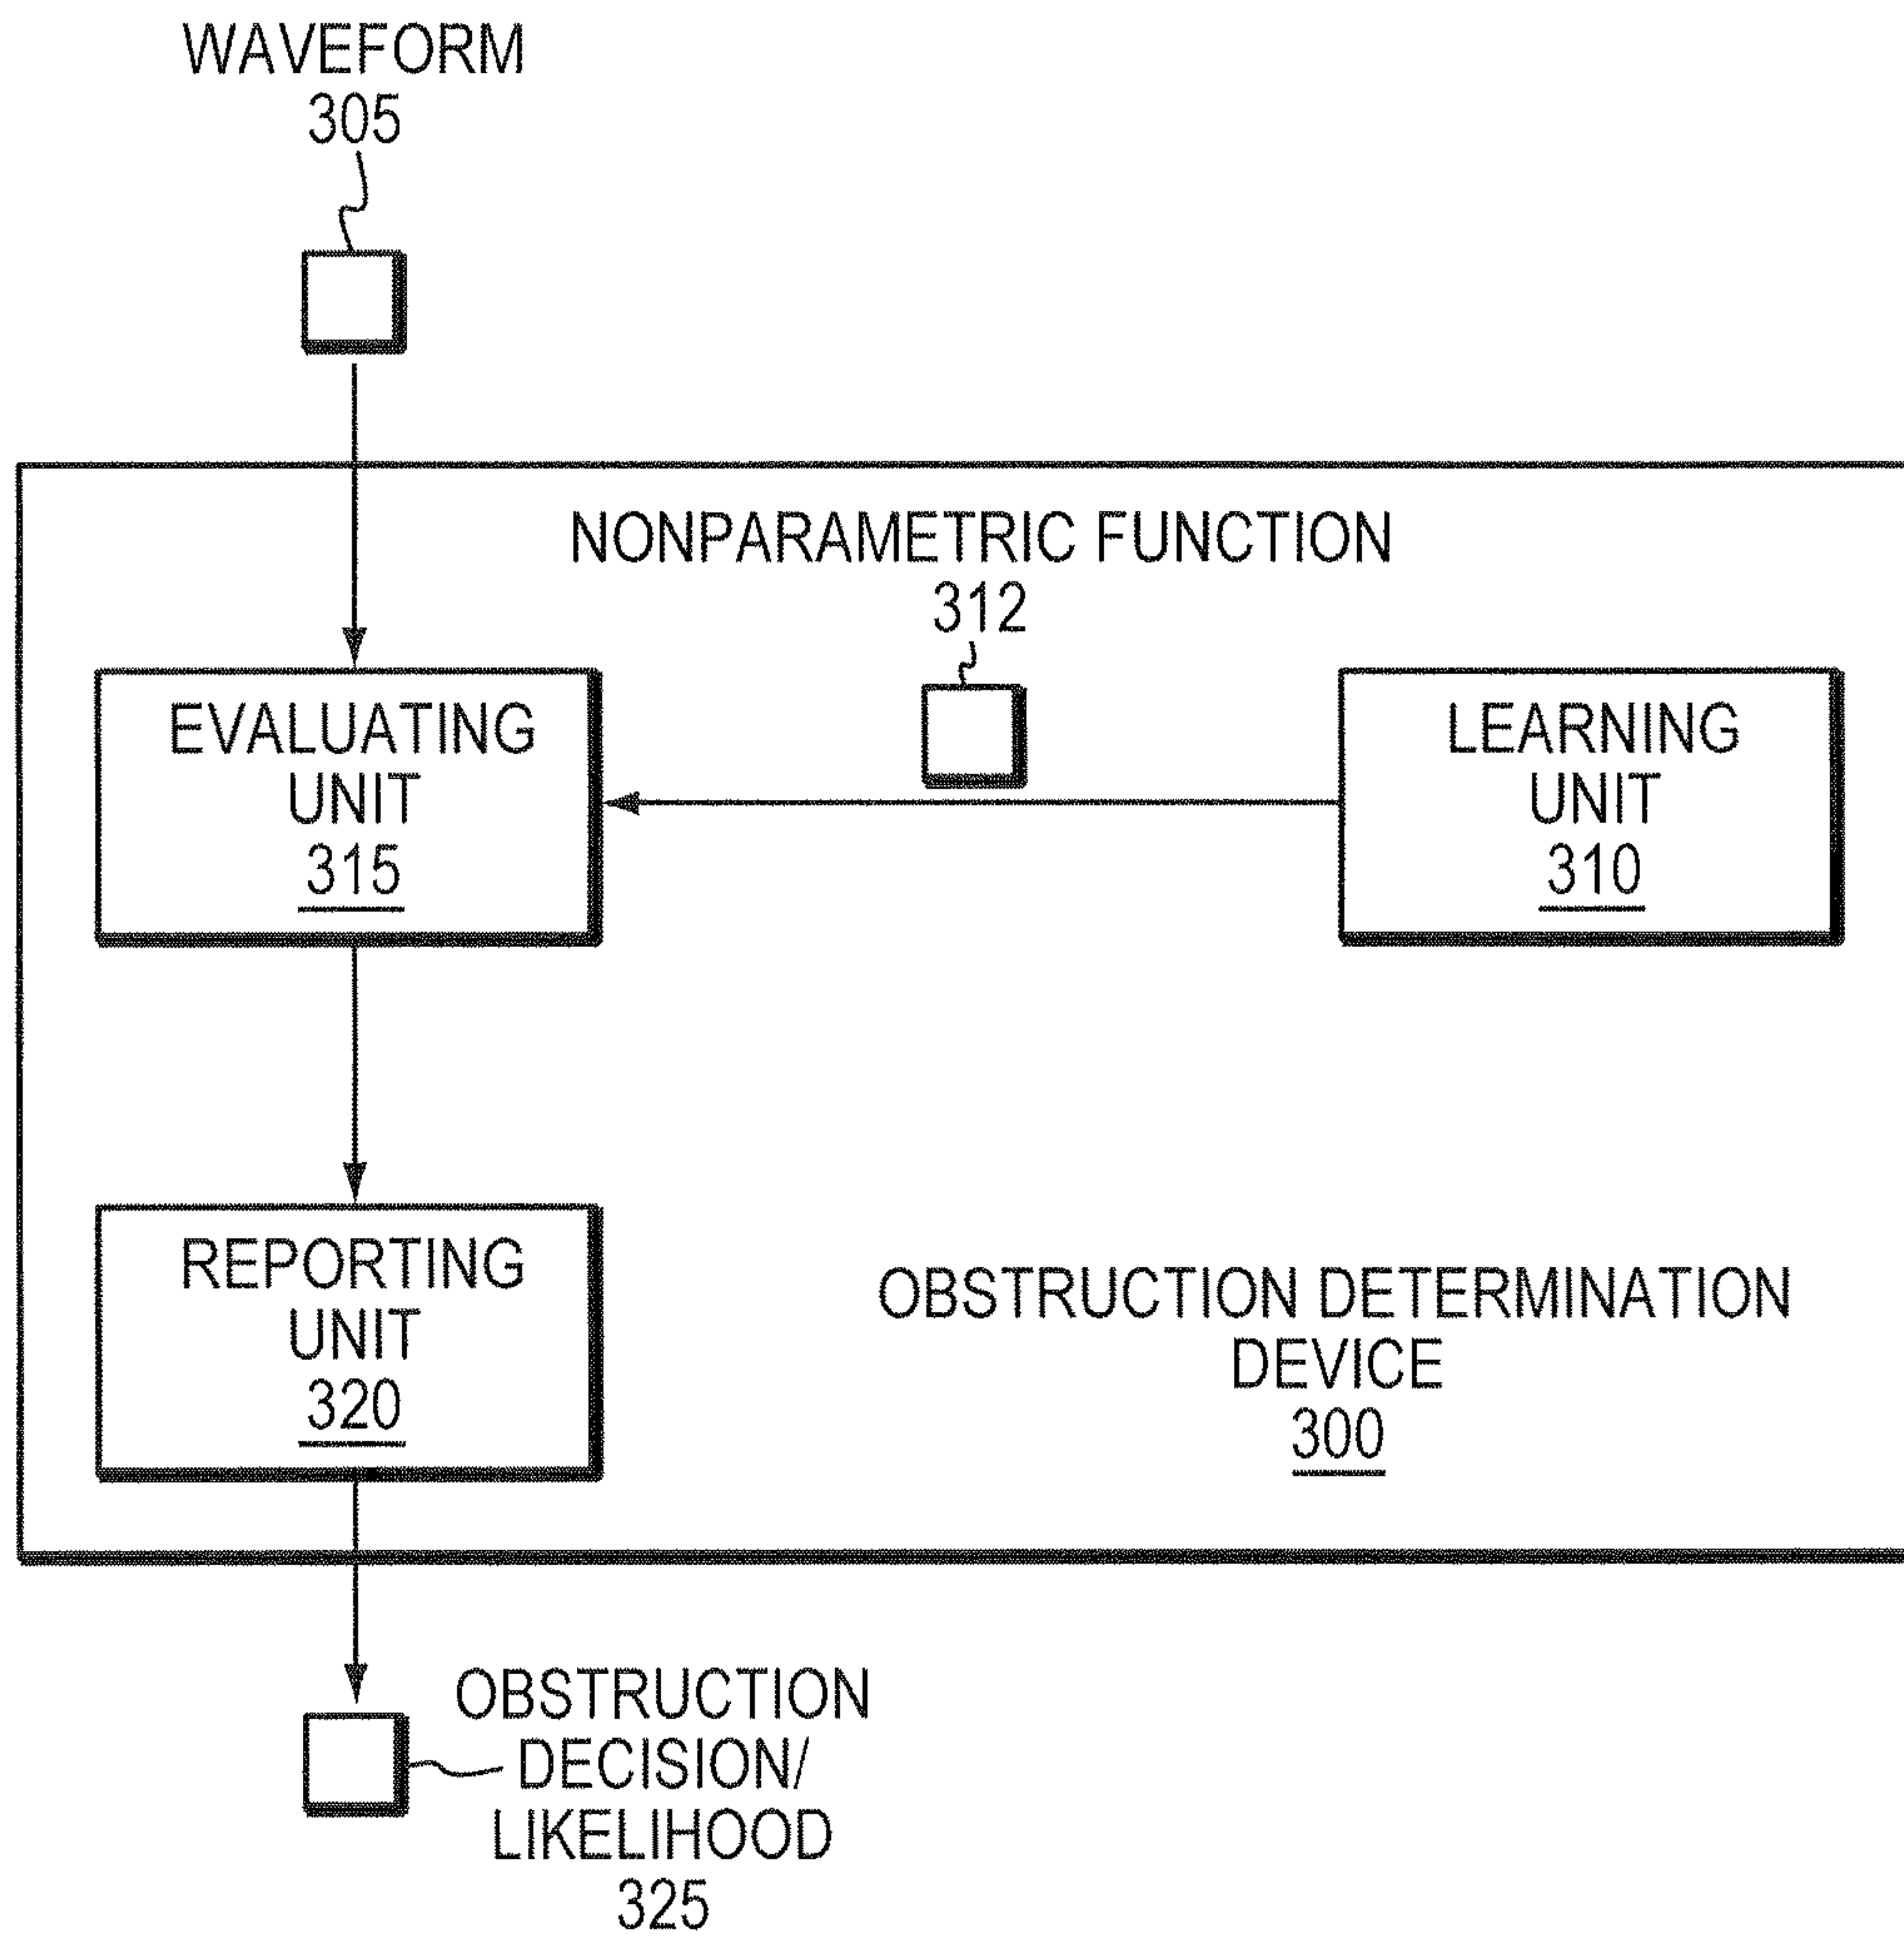 WAVEFORM
305
NONPARAMETRIC FUNCTION
312
EVALUATING
UNIT
315
LEARNING
UNIT
310
REPORTING
UNIT
320
OBSTRUCTION DETERMINATION
DEVICE
300
OBSTRUCTION
DECISION/
LIKELIHOOD
325